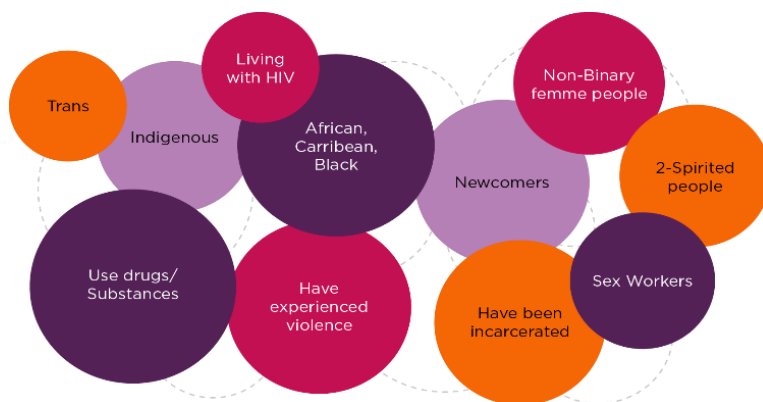 Trans
Indigenous
Living
with HIV
African,
Carribean,
Black
Newcomers
Non-Binary
femme people
2-Spirited
people
Use drugs/
Substances
Have
experienced
violence
Have been
incarcerated
Sex Workers